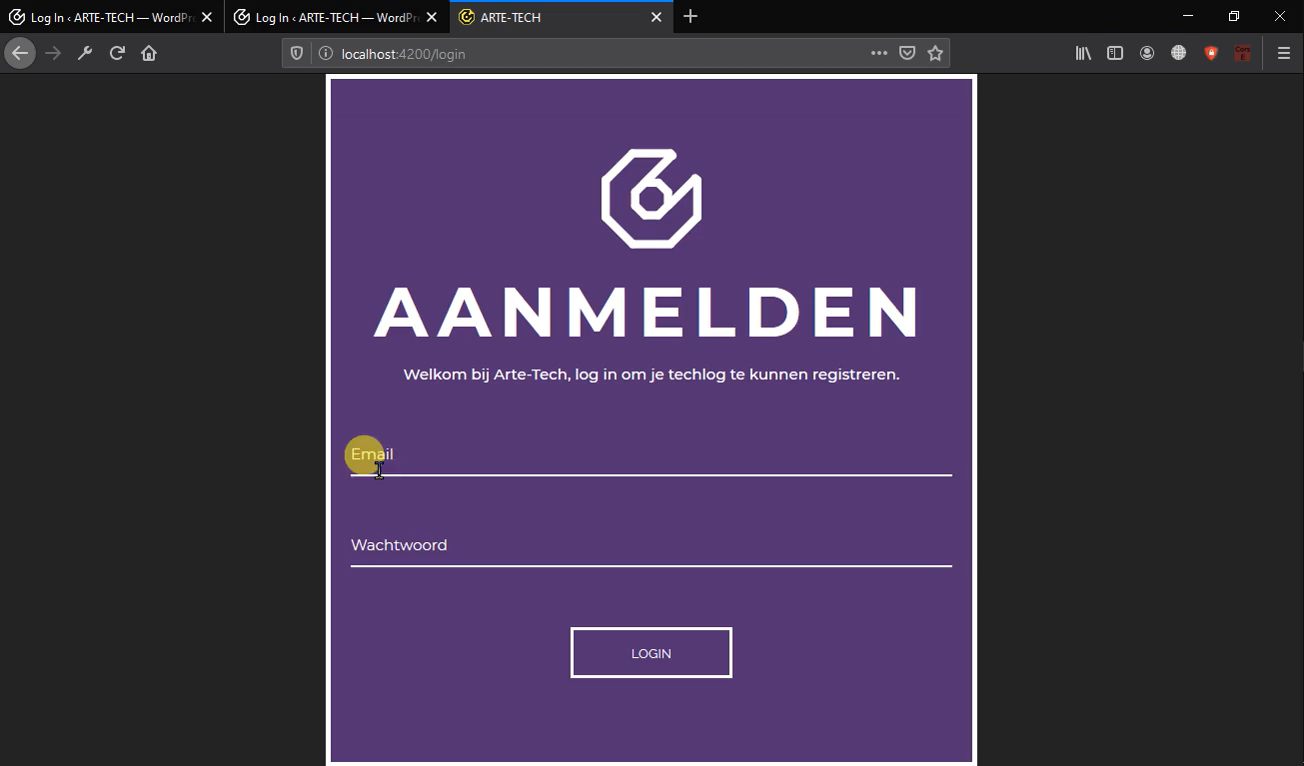 Log In ‹ ARTE-TECH — WordPr
Log In ‹ ARTE-TECH — WordPr
ARTE-TECH
localhost:4200/login
AANMELDEN
Welkom bij Arte-Tech, log in om je techlog te kunnen registreren.
Email
Wachtwoord
LOGIN